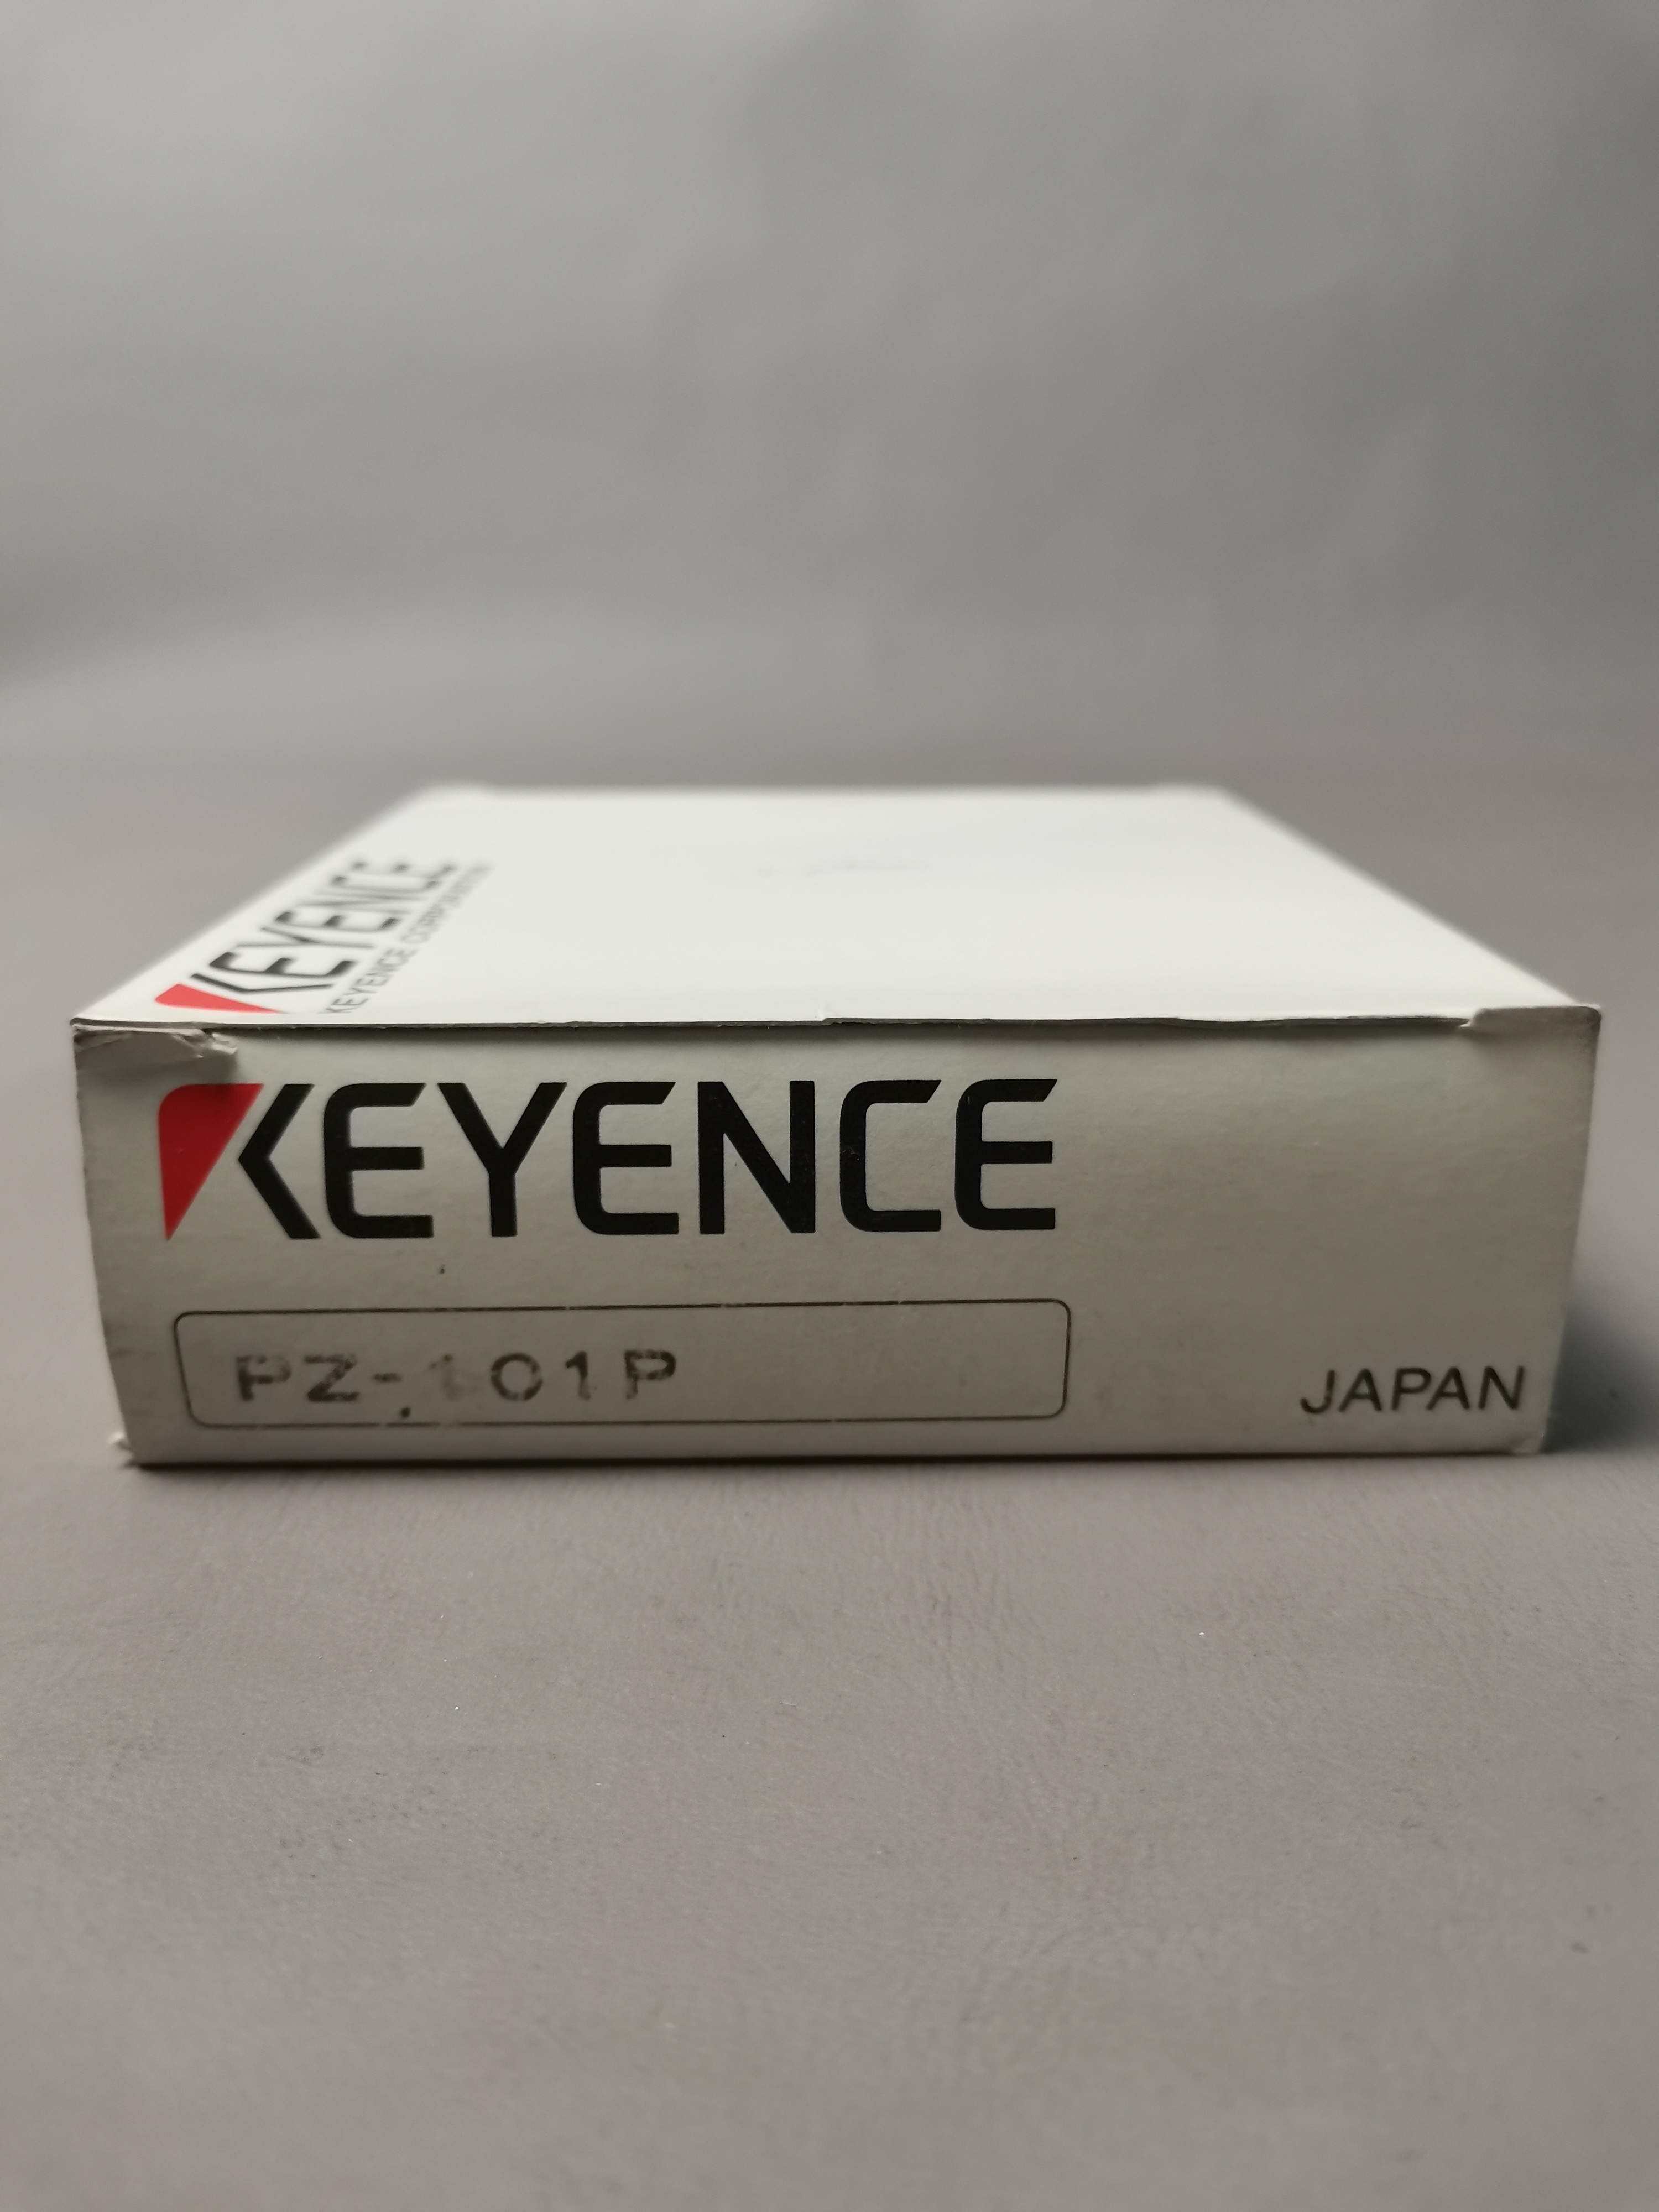 KEYENCE
KEYENCE CORPORATION
KEYENCE
PZ-101P
JAPAN